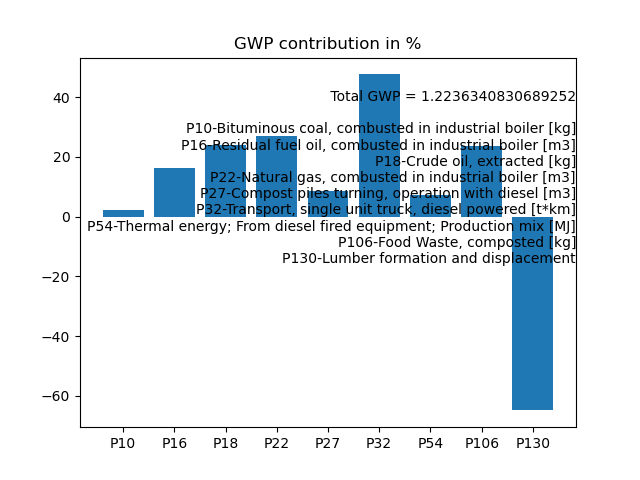 GWP contribution in %
40
20
0
−20
−40
−60
Total GWP = 1.2236340830689252
P10-Bituminous coal, combusted in industrial boiler [kg]
P16-Residual fuel oil, combusted in industrial boiler [m3]
P18-Crude oil, extracted [kg]
P22-Natural gas, combusted in industrial boiler [m3]
P27-Compost piles turning, operation with diesel [m3]
P32-Transport, single unit truck, diesel powered [t*km]
P54-Thermal energy; From diesel fired equipment; Production mix [MJ]
P106-Food Waste, composted [kg]
P130-Lumber formation and displacement
P10 P16 P18 P22 P27 P32 P54 P106 P130